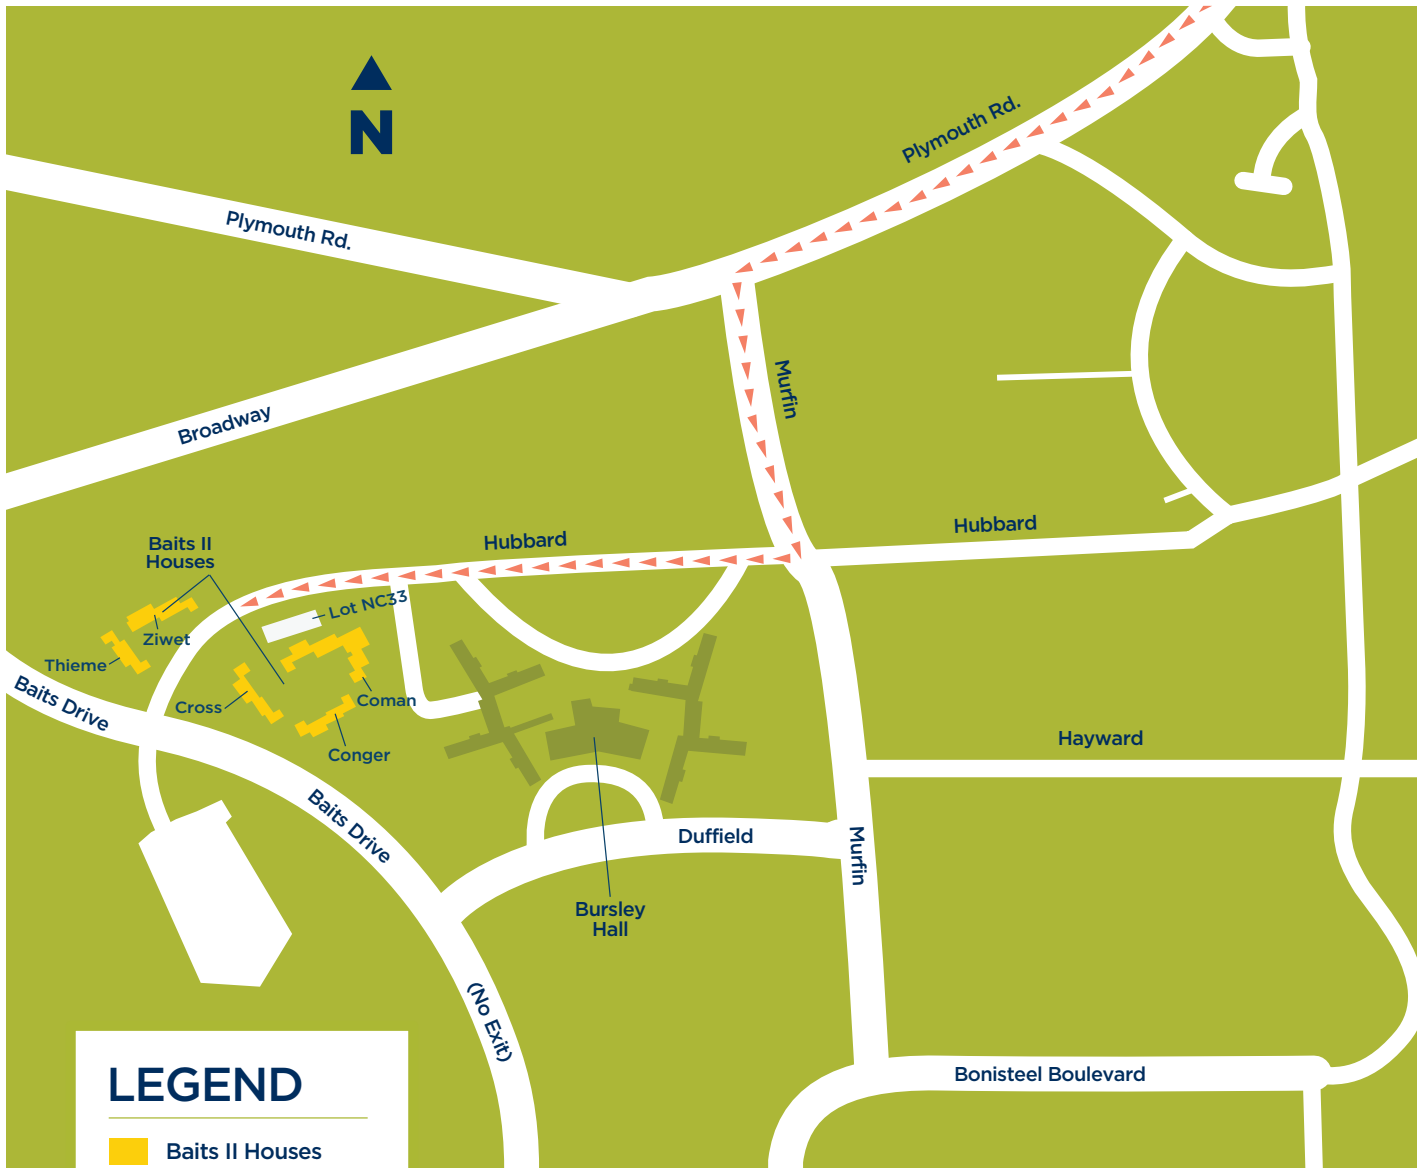 N
Plymouth Rd.
Plymouth Rd.
Murfin
Broadway
Hubbard
Hubbard
Baits II
Houses
Lot NC33
Ziwet
Thieme
Baits Drive
Cross
Coman
Conger
Hayward
Baits Drive
Duffield
Murfin
Bursley
Hall
(No Exit)
Bonisteel Boulevard
LEGEND
Baits II Houses